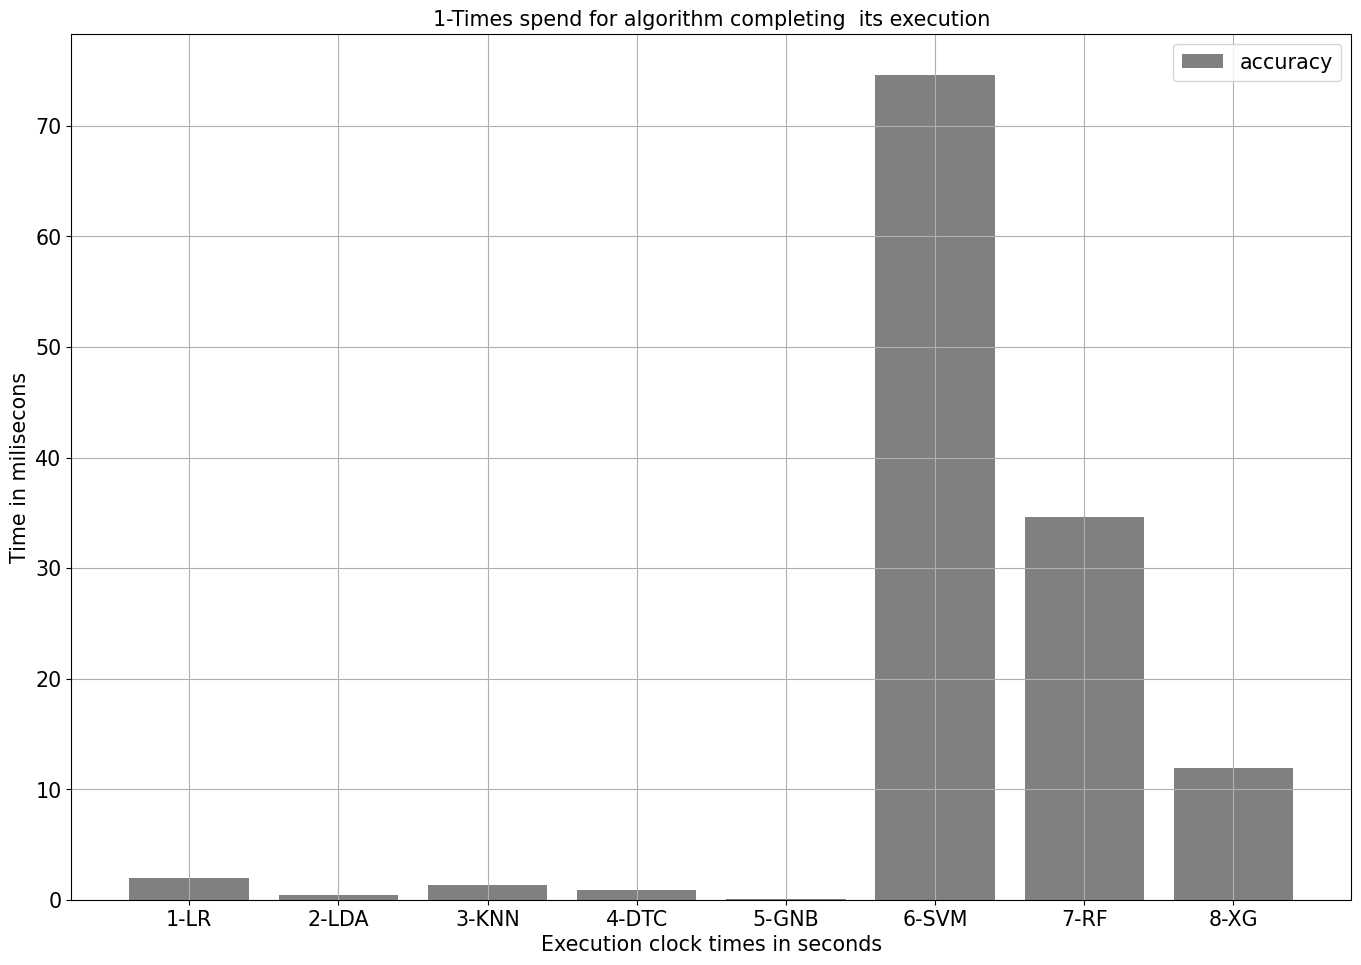 1-Times spend for algorithm completing  its execution
accuracy
Time in milisecons
70
60
50
40
30
20
10
0
1-LR 2-LDA 3-KNN 4-DTC 5-GNB 6-SVM 7-RF 8-XG
Execution clock times in seconds